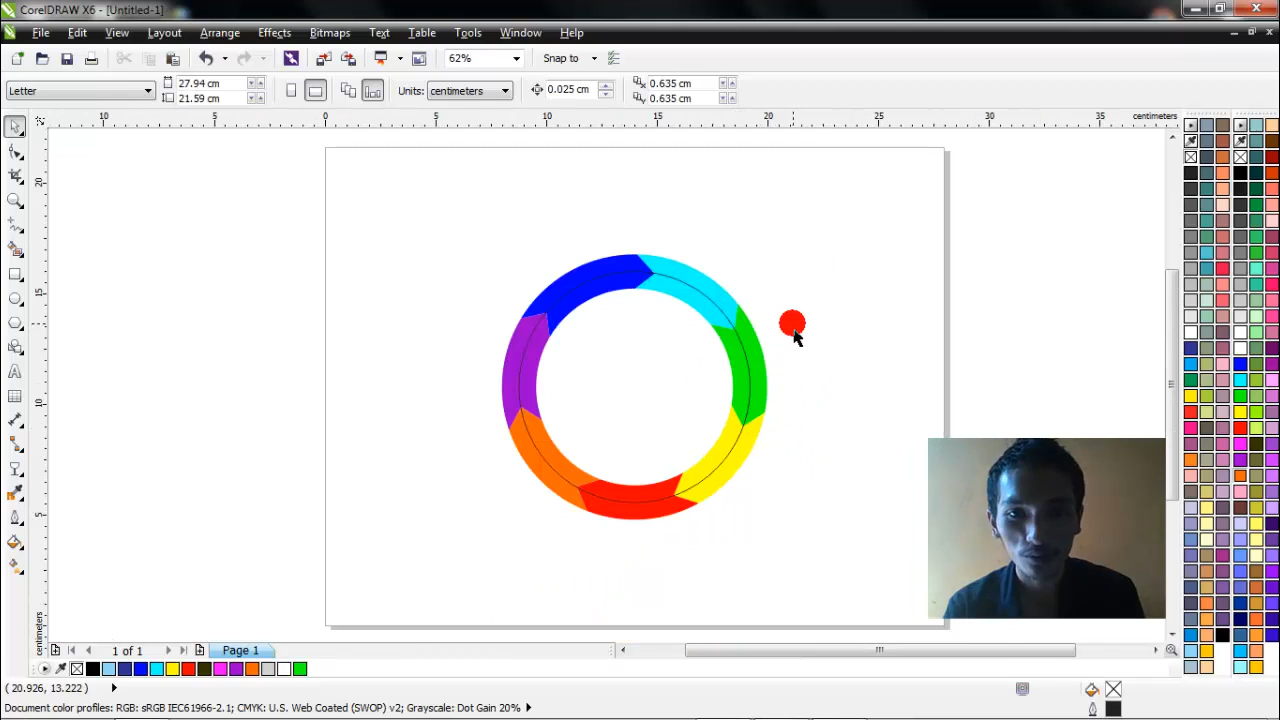 CorelDRAW X6 - [Untitled-1]
File Edit View Layout Arrange Effects Bitmaps Text Table Tools Window Help
62% Snap to
Letter 27.94 cm 21.59 cm Units: centimeters 0.025 cm 0.635 cm 0.635 cm
10 5 0 5 10 15 20 25 30 35 centimeters
20
15
10
5
centimeters
1 of 1 Page 1
( 20.926, 13.222 )
Document color profiles: RGB: sRGB IEC61966-2.1; CMYK: U.S. Web Coated (SWOP) v2; Grayscale: Dot Gain 20%